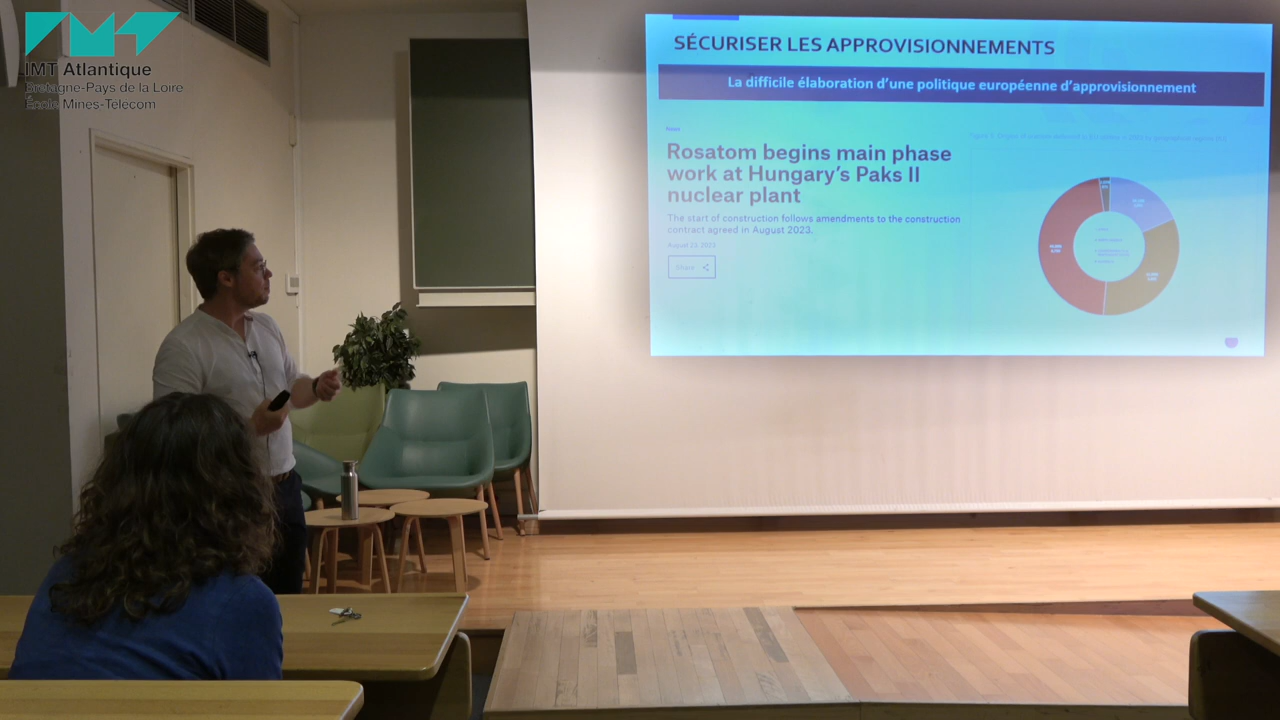 IMT Atlantique
Bretagne-Pays de la Loire
École Mines-Télécom
SÉCURISER LES APPROVISIONNEMENTS
La difficile élaboration d'une politique européenne d'approvisionnement
Rosatom begins main phase
work at Hungary's Paks II
nuclear plant
The start of construction follows amendments to the construction
contract agreed in August 2023.
Share